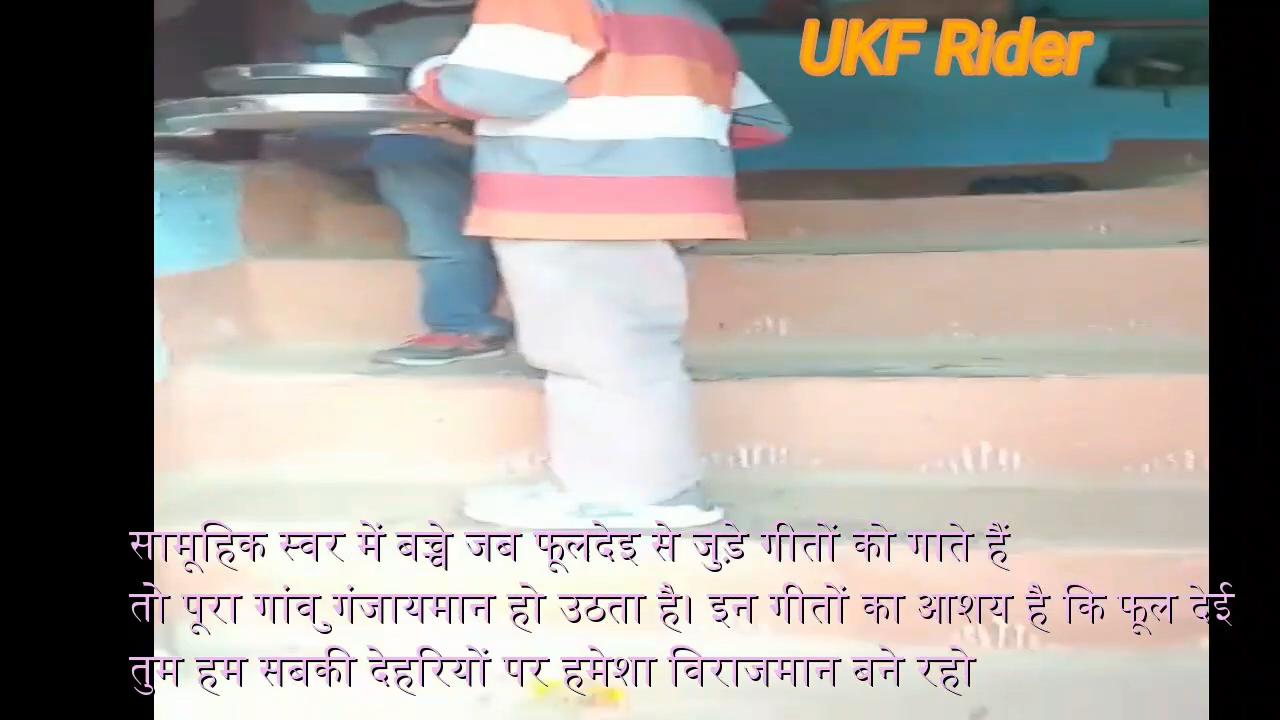 UKF Rider
सामूहिक स्वर में बच्चे जब फूलदेइ से जुड़े गीतों को गाते हैं
तो पूरा गांव ुगंजायमान हो उठता है। इन गीतों का आशय है कि फूल देई
तुम हम सबकी देहरियों पर हमेशा विराजमान बने रहो